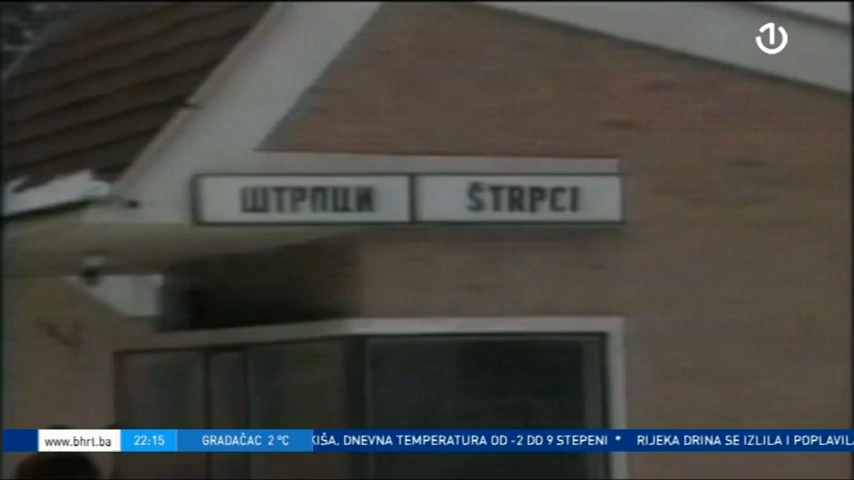 ШТРПЦИ ŠTRPCI
www.bhrt.ba 22:15 GRADAČAC 2 °C KIŠA, DNEVNA TEMPERATURA OD -2 DO 9 STEPENI * RIJEKA DRINA SE IZLILA I POPLAVILA